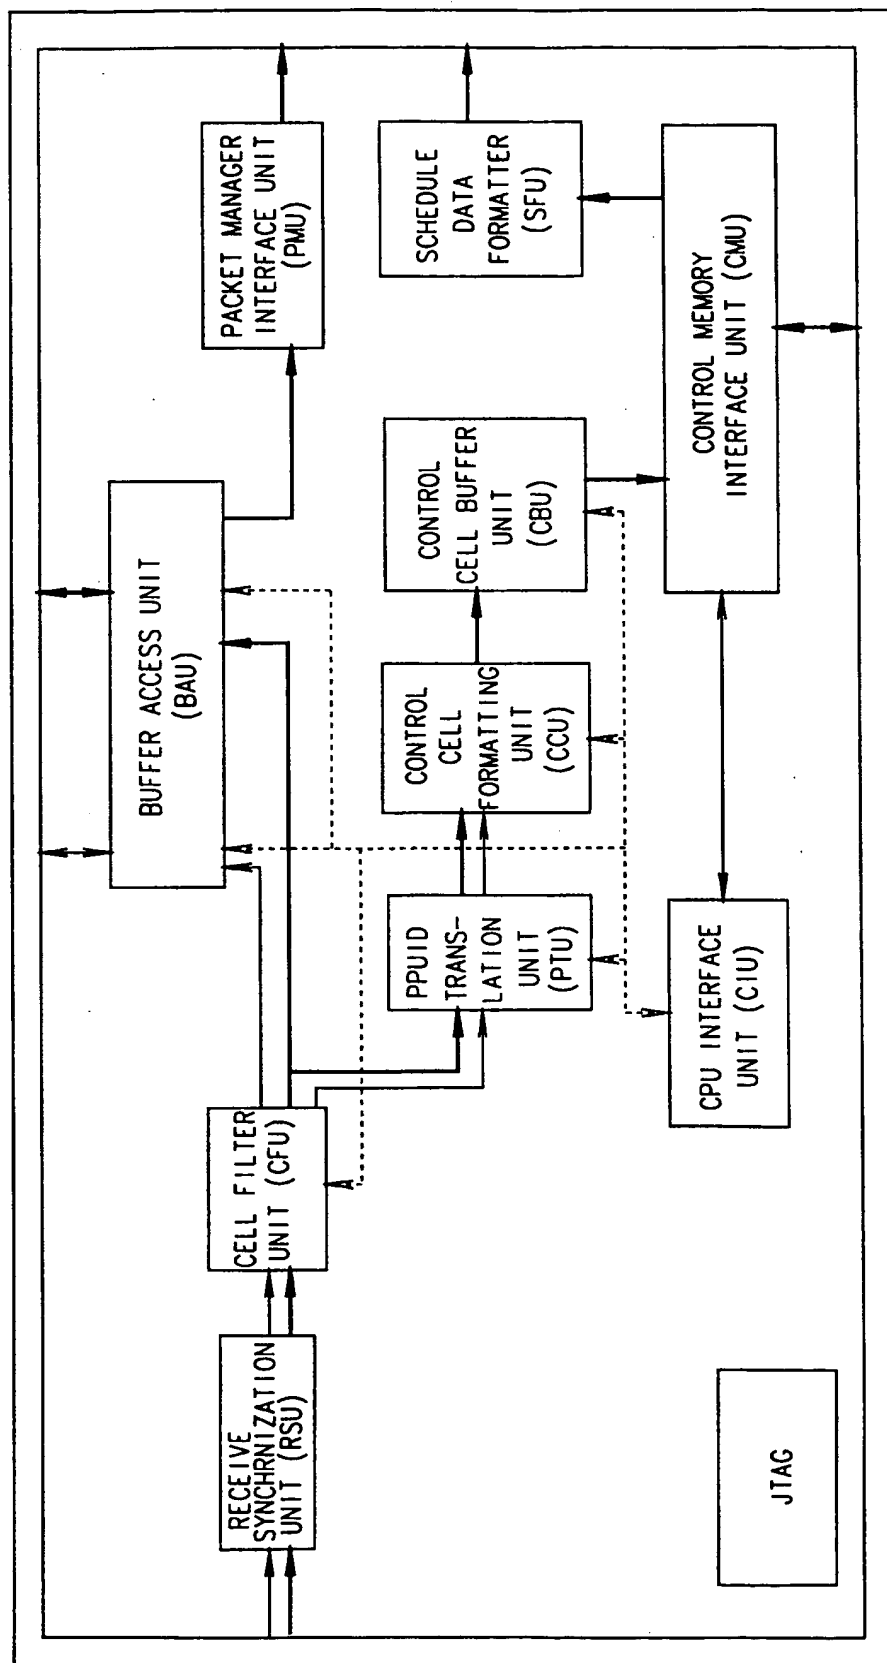 RECEIVE
SYNCHRNIZATION
UNIT (RSU)
CELL FILTER
UNIT (CFU)
BUFFER ACCESS UNIT
(BAU)
PACKET MANAGER
INTERFACE UNIT
(PMU)
PPUID
TRANS-
LATION
UNIT
(PTU)
CONTROL
CELL
FORMATTING
UNIT
(CCU)
CONTROL
CELL BUFFER
UNIT
(CBU)
SCHEDULE
DATA
FORMATTER
(SFU)
JTAG
CPU INTERFACE
UNIT (CIU)
CONTROL MEMORY
INTERFACE UNIT (CMU)